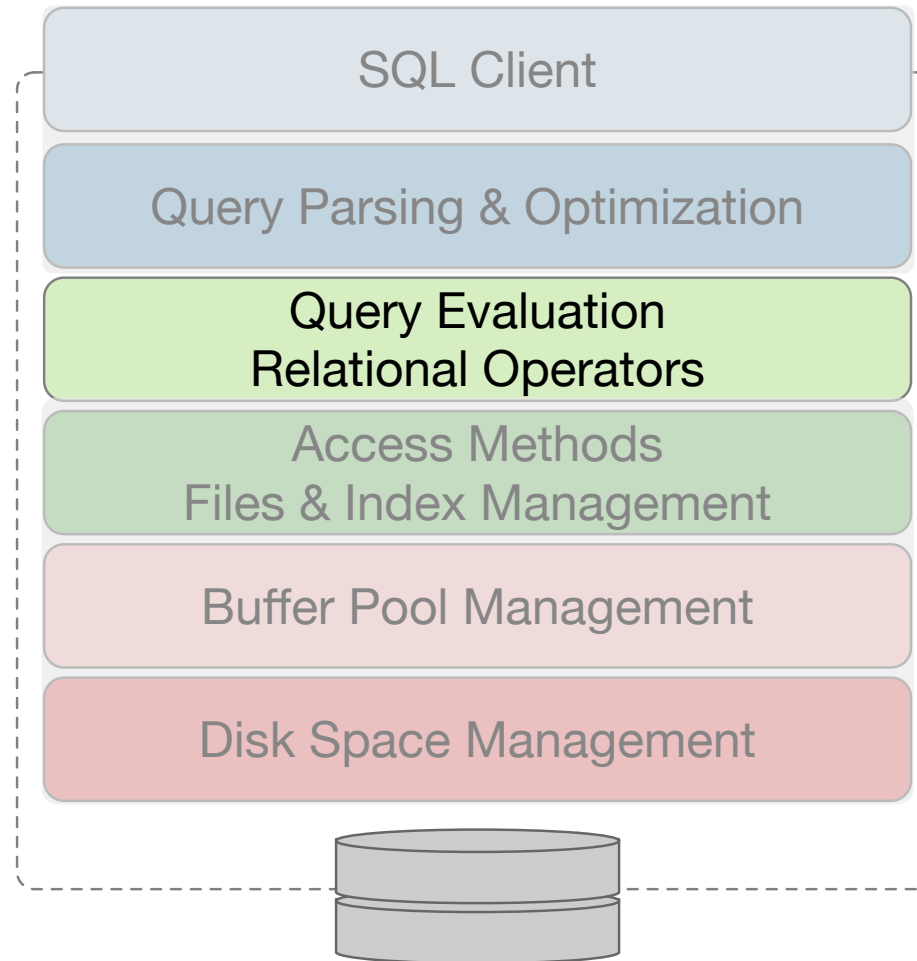 SQL Client
Query Parsing & Optimization
Query Evaluation
Relational Operators
Access Methods
Files & Index Management
Buffer Pool Management
Disk Space Management